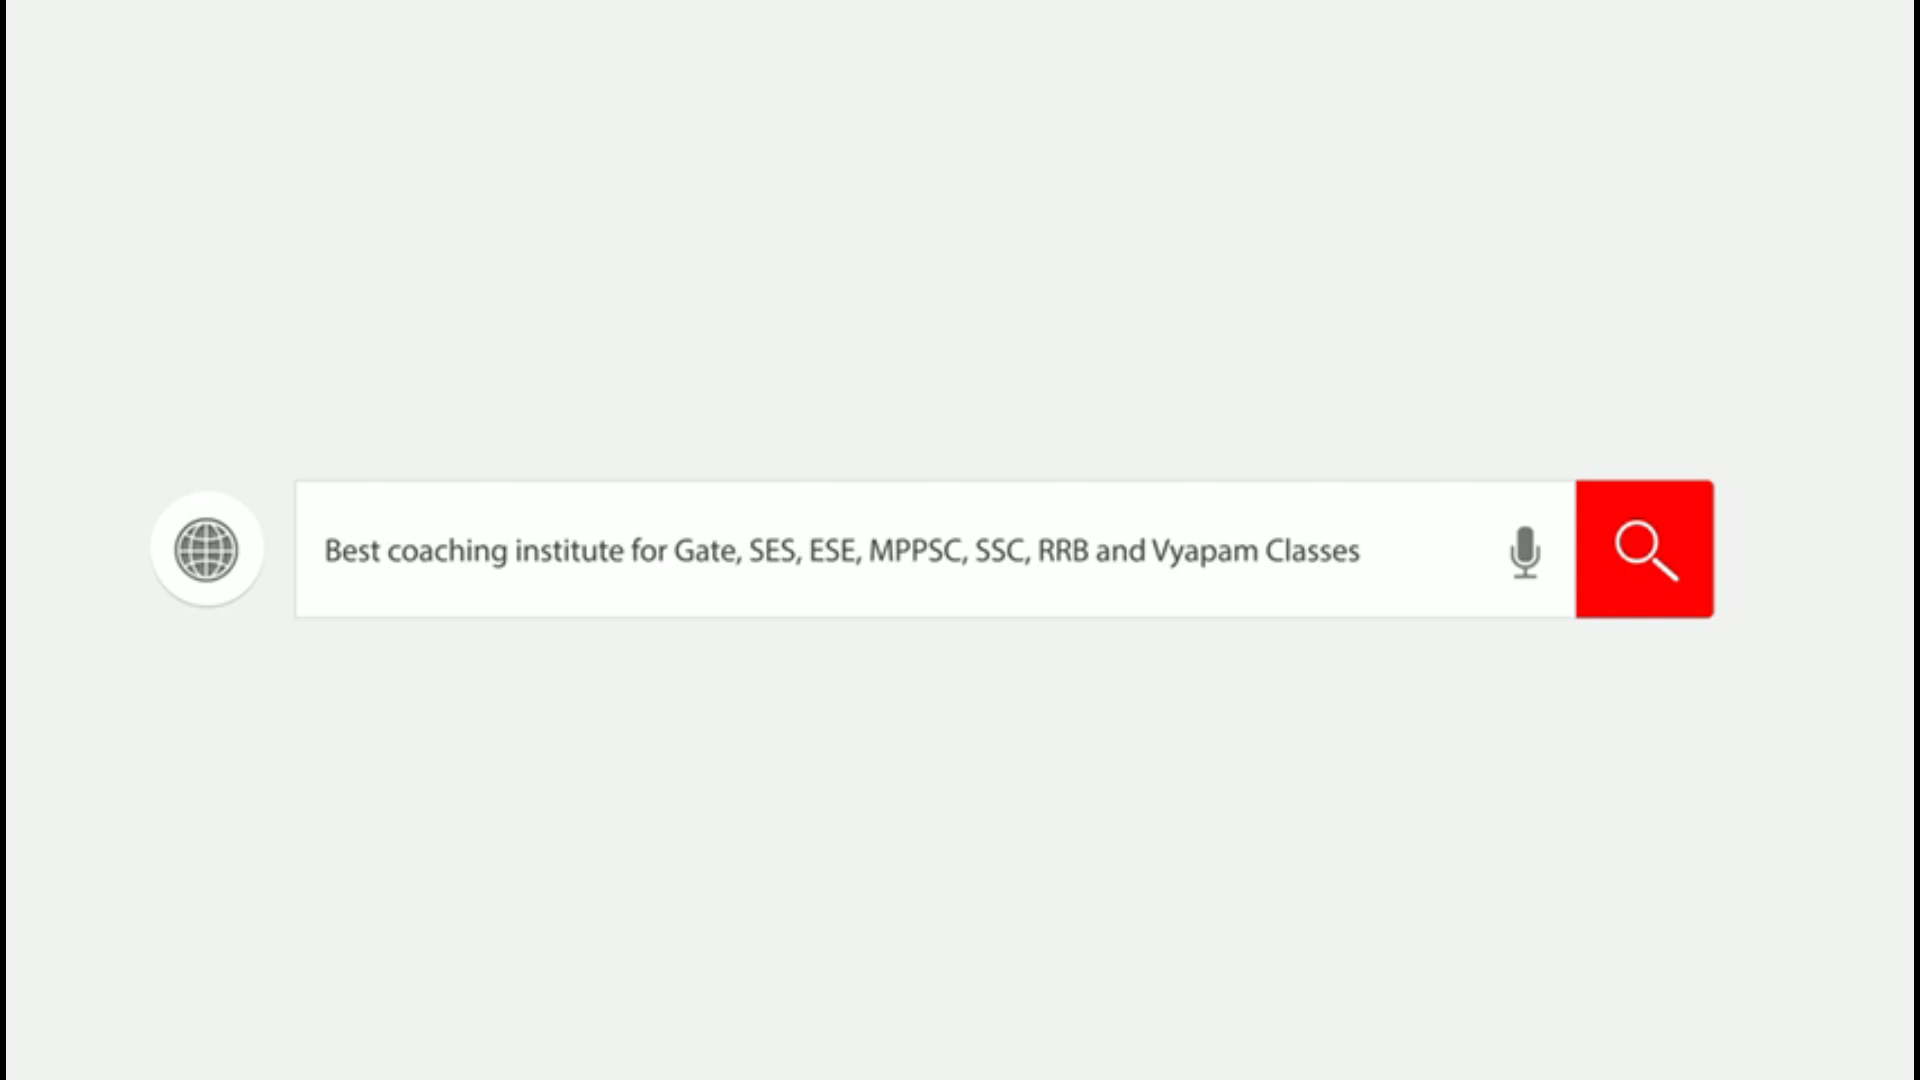 Best coaching institute for Gate, SES, ESE, MPPSC, SSC, RRB and Vyapam Classes